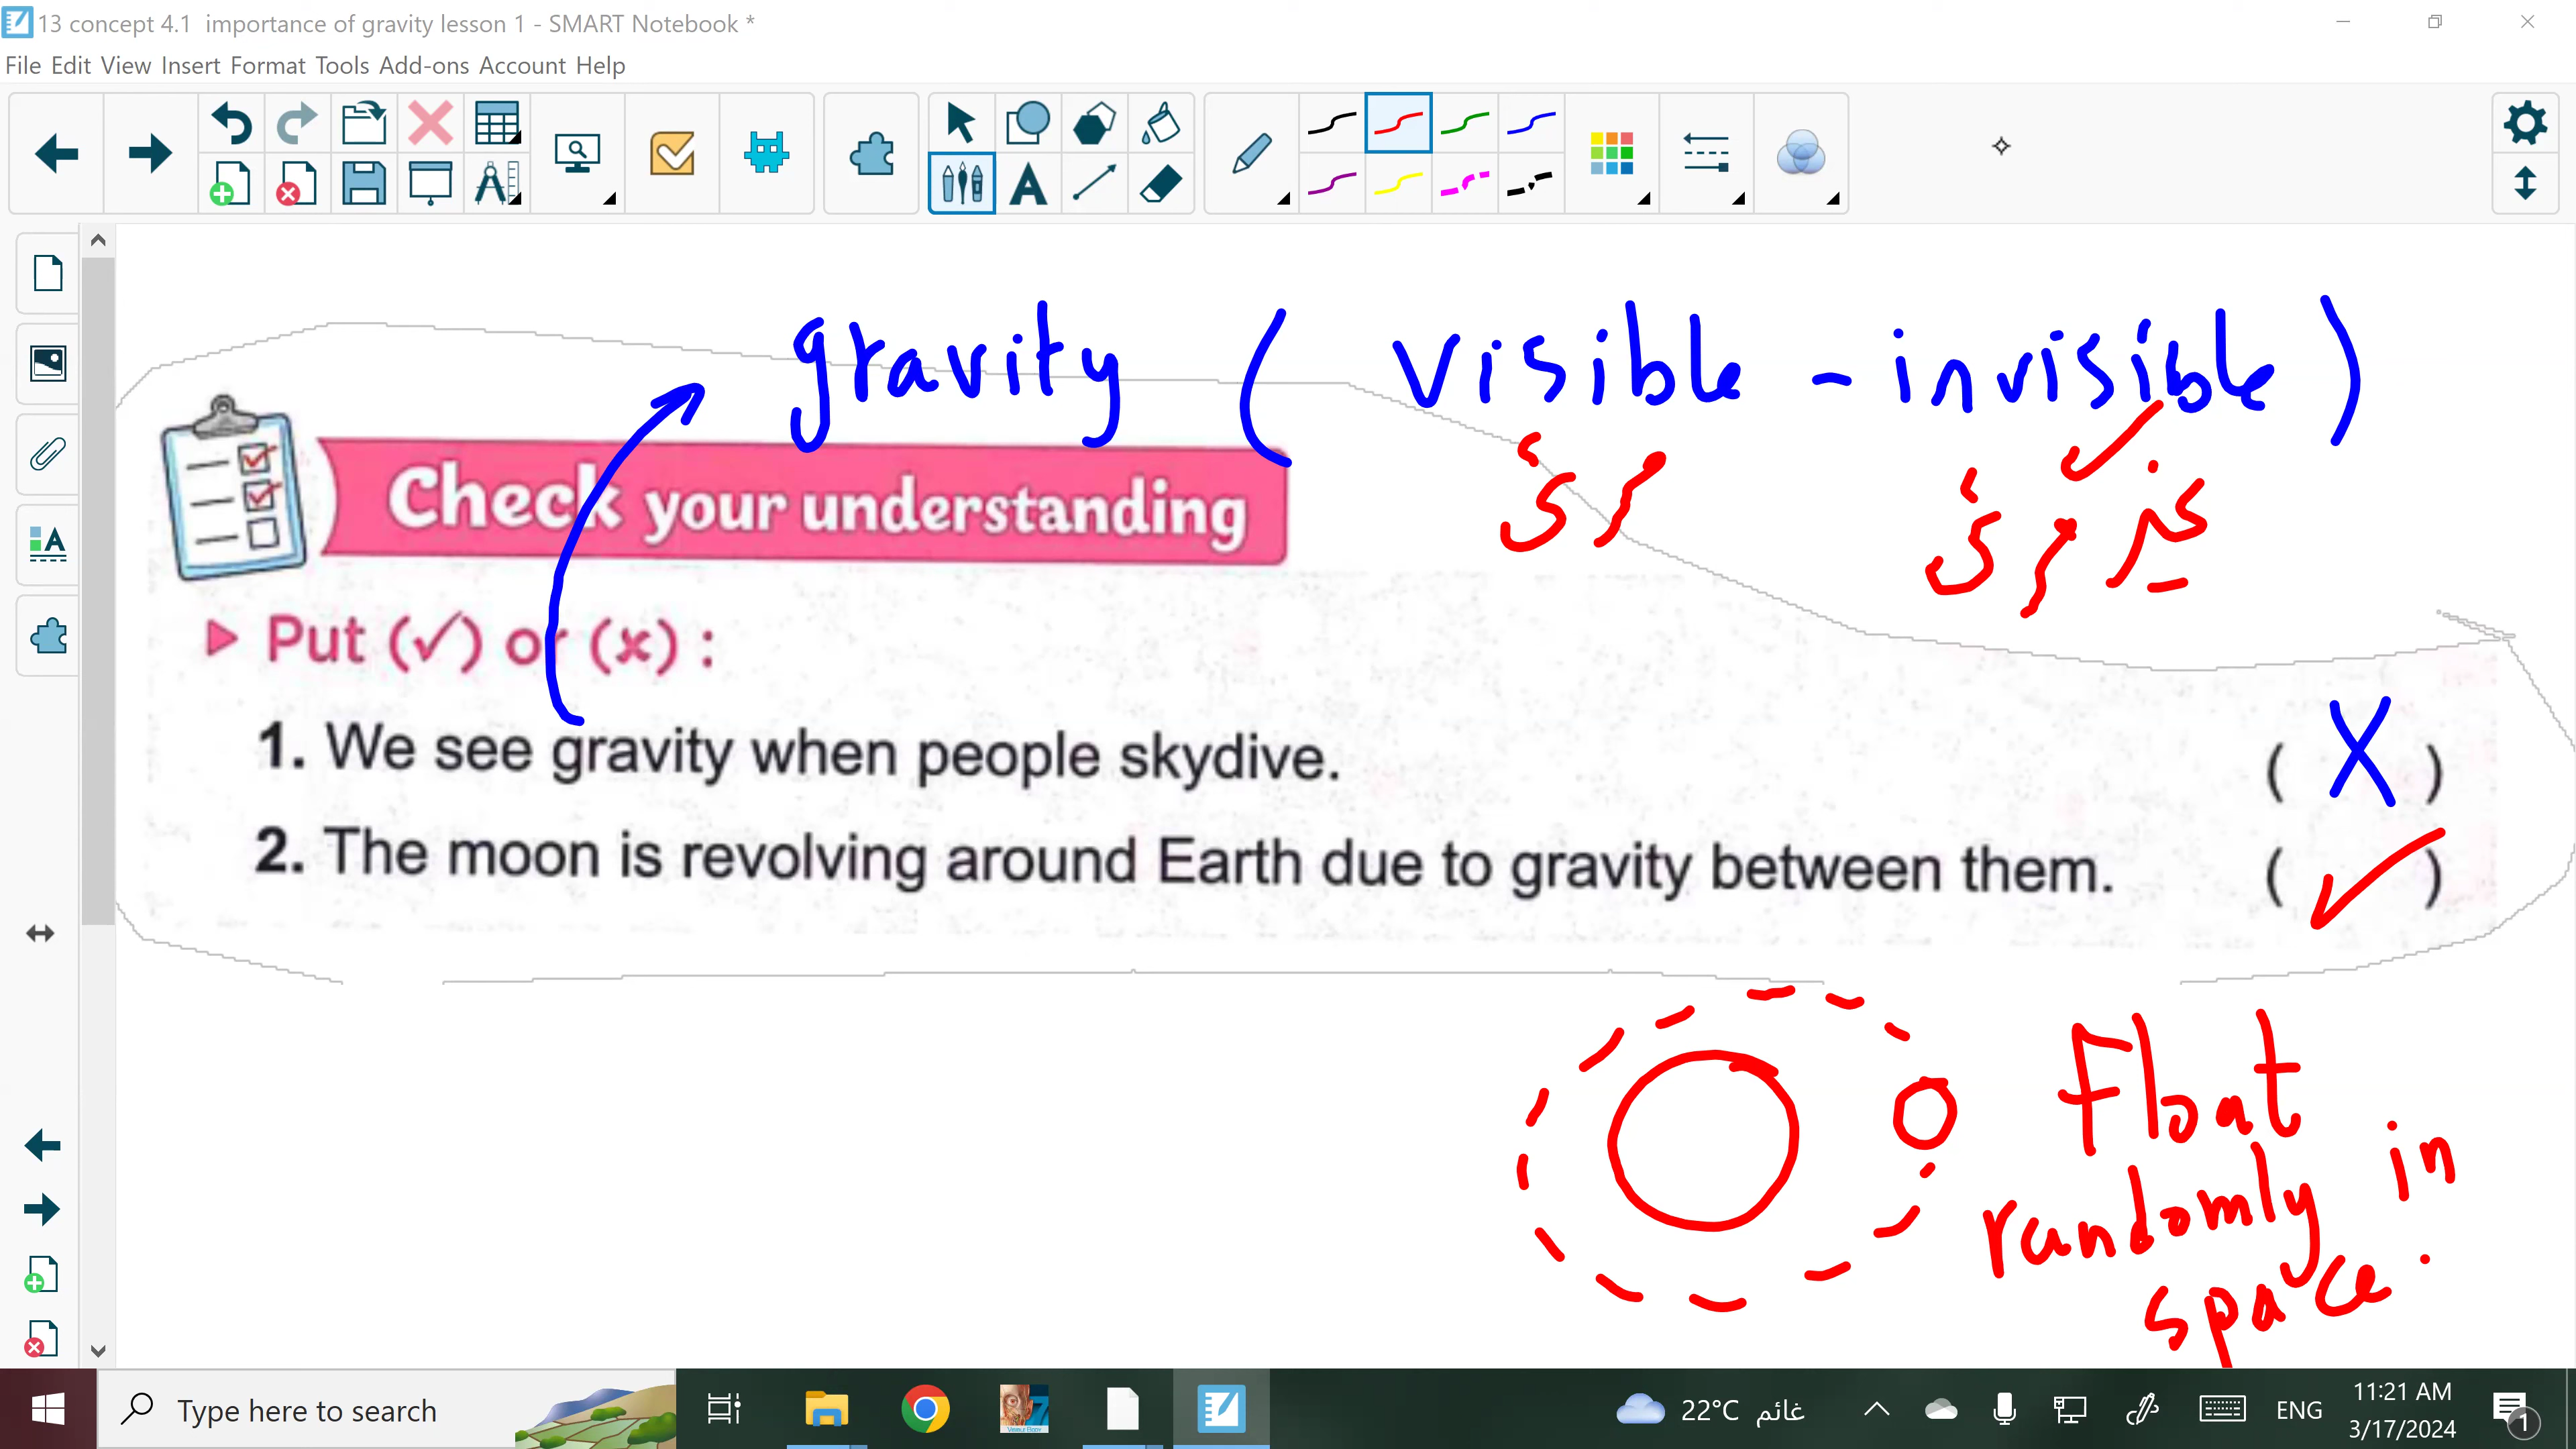 13 concept 4.1 importance of gravity lesson 1 - SMART Notebook *
File Edit View Insert Format Tools Add-ons Account Help
gravity ( visible - invisible )
مرئي غير مرئي
Check your understanding
Put (✓) or (x) :
1. We see gravity when people skydive. ( X )
2. The moon is revolving around Earth due to gravity between them. ( ✓ )
float
randomly in
space.
Type here to search
22°C غائم
ENG
11:21 AM
3/17/2024
1